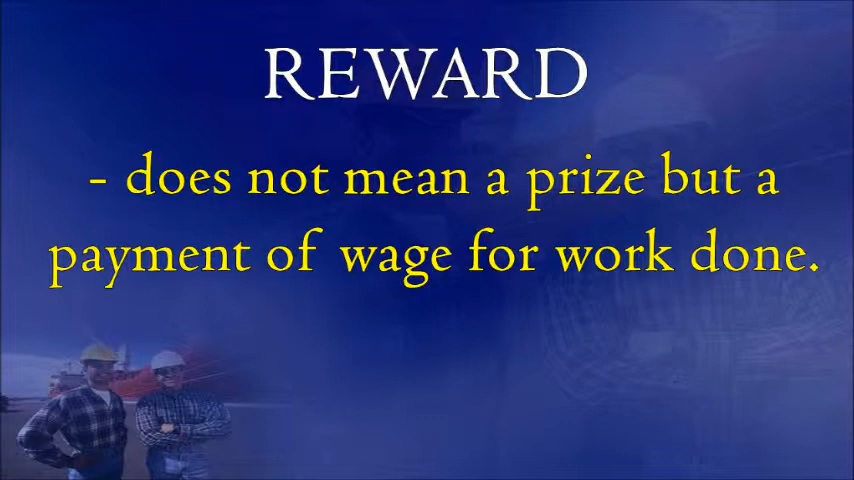 REWARD
- does not mean a prize but a
payment of wage for work done.